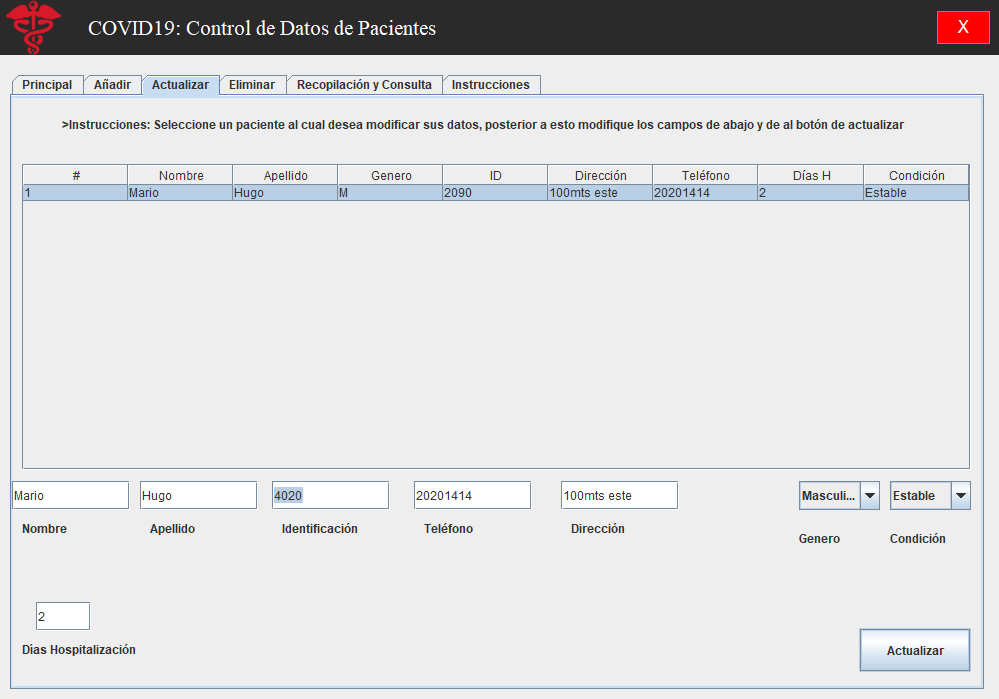 COVID19: Control de Datos de Pacientes
X
Principal Añadir Actualizar Eliminar Recopilación y Consulta Instrucciones
>Instrucciones: Seleccione un paciente al cual desea modificar sus datos, posterior a esto modifique los campos de abajo y de al botón de actualizar
# Nombre Apellido Genero ID Dirección Teléfono Días H Condición
1 Mario Hugo M 2090 100mts este 20201414 2 Estable
Mario Hugo 4020 20201414 100mts este Masculi... Estable
Nombre Apellido Identificación Teléfono Dirección
Genero Condición
2
Días Hospitalización
Actualizar